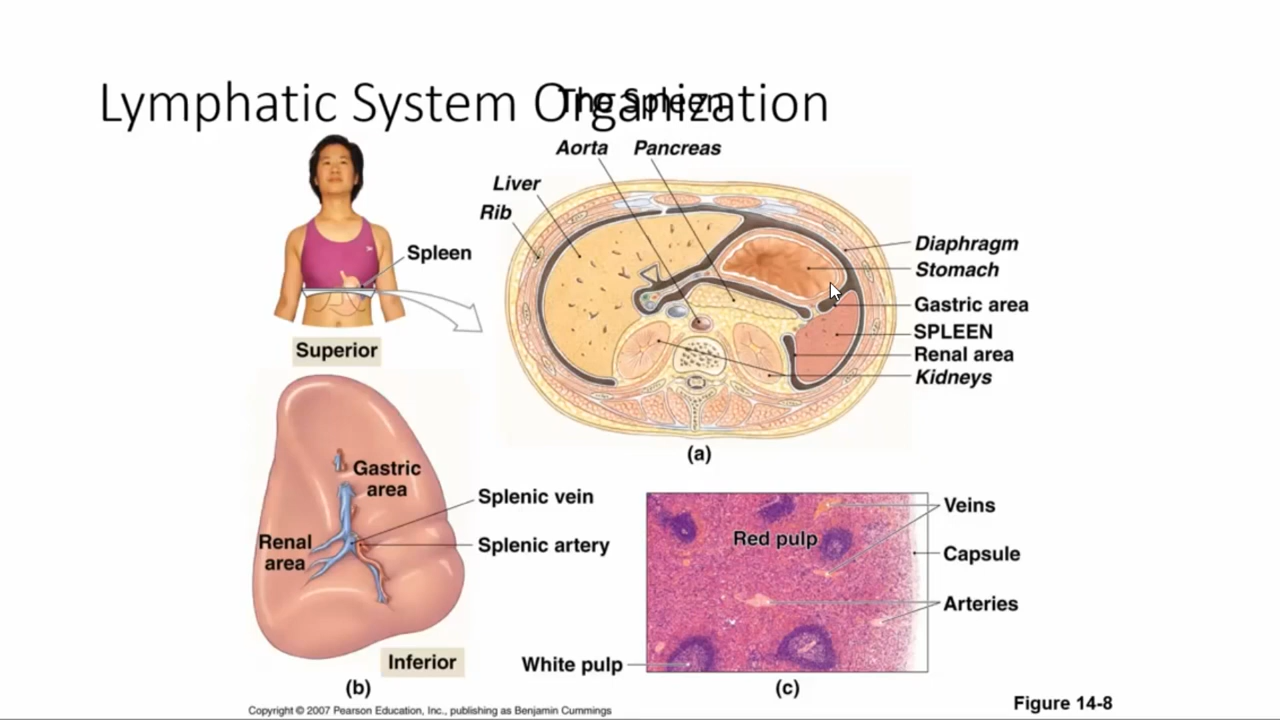 Lymphatic System Organization
The Spleen
Aorta
Pancreas
Liver
Rib
Spleen
Diaphragm
Stomach
Gastric area
SPLEEN
Renal area
Kidneys
Superior
(a)
Gastric
area
Splenic vein
Renal
area
Splenic artery
Inferior
(b)
Red pulp
Veins
Capsule
Arteries
White pulp
(c)
Figure 14-8
Copyright © 2007 Pearson Education, Inc., publishing as Benjamin Cummings